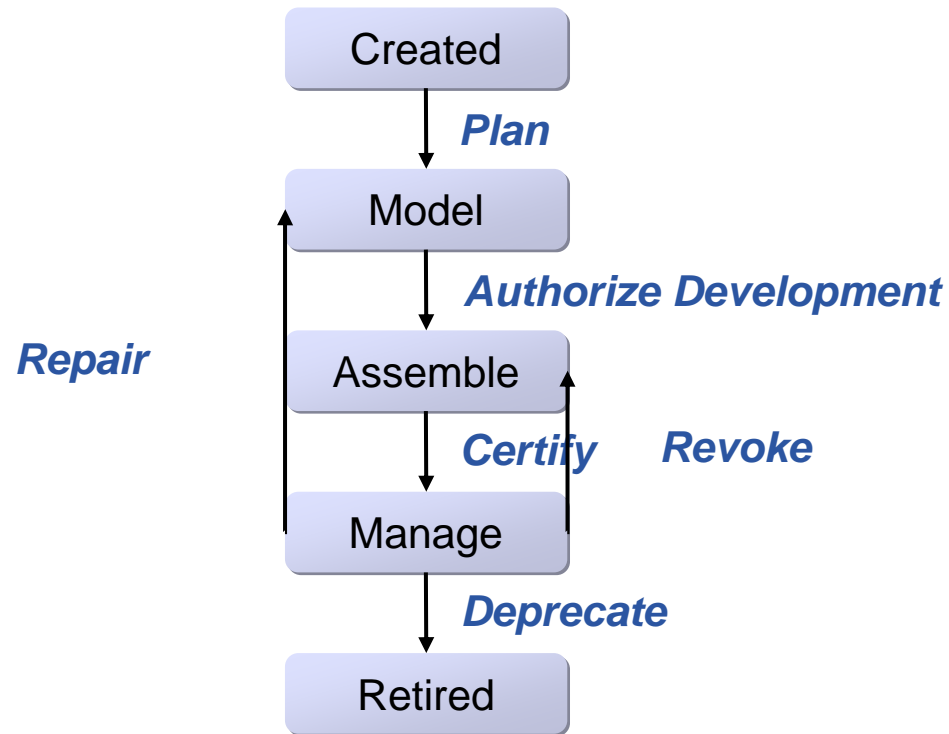 Created
Plan
Model
Authorize Development
Repair
Assemble
Certify
Revoke
Manage
Deprecate
Retired